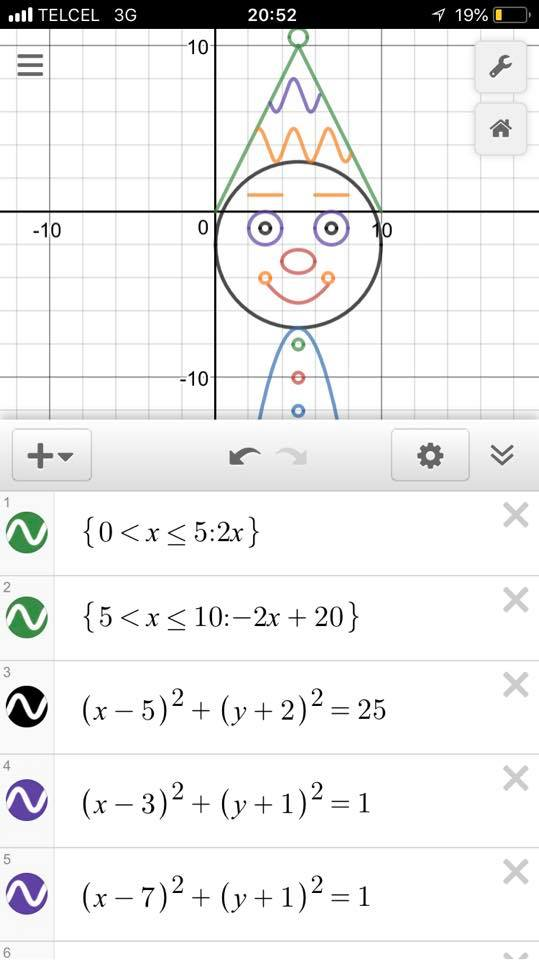 TELCEL 3G 20:52 19%
10
-10 0 10
-10
1
{0 < x ≤ 5:2x}
2
{5 < x ≤ 10:−2x + 20}
3
(x − 5)² + (y + 2)² = 25
4
(x − 3)² + (y + 1)² = 1
5
(x − 7)² + (y + 1)² = 1
6